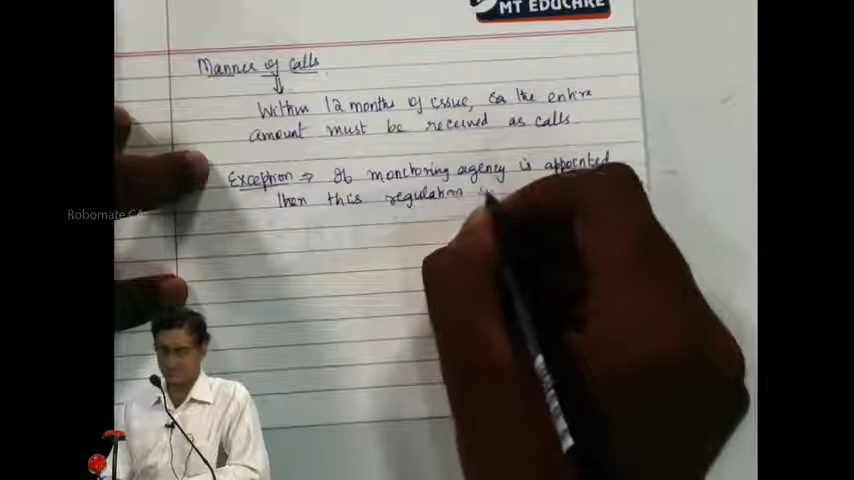 MT EDUCARE
Manner of calls
Within 12 months of issue, the entire
amount must be received as calls
Exception ⇒ If monitoring agency is appointed
then this regulation
Robomate CA